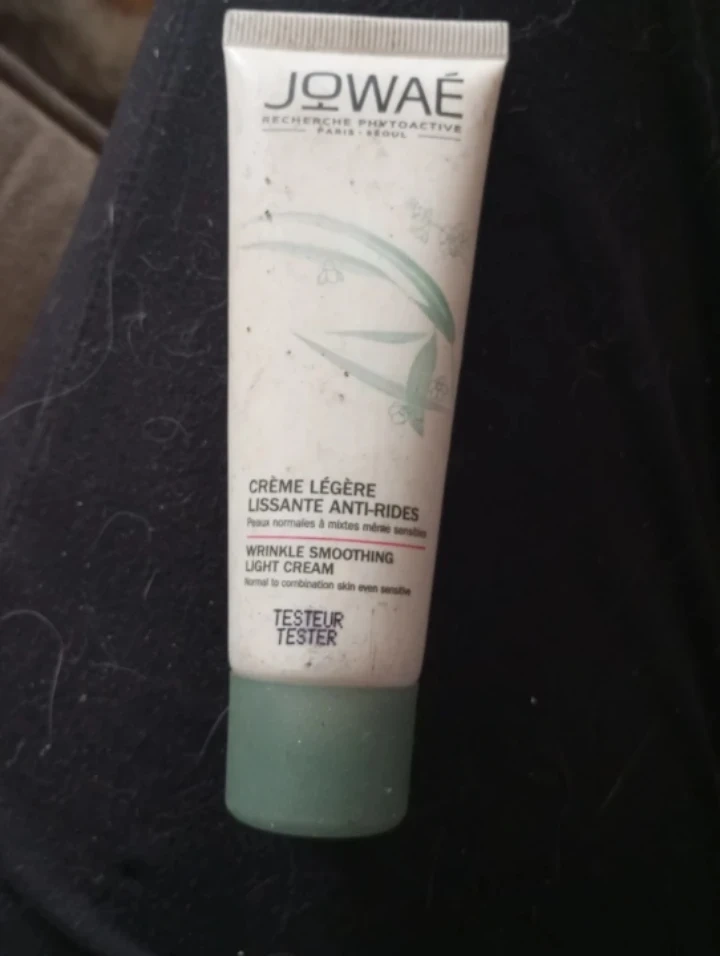 JOWAÉ
RECHERCHE PHYTOACTIVE
PARIS - SÉOUL
CRÈME LÉGÈRE
LISSANTE ANTI-RIDES
Peaux normales à mixtes même sensibles
WRINKLE SMOOTHING
LIGHT CREAM
Normal to combination skin even sensitive
TESTEUR
TESTER